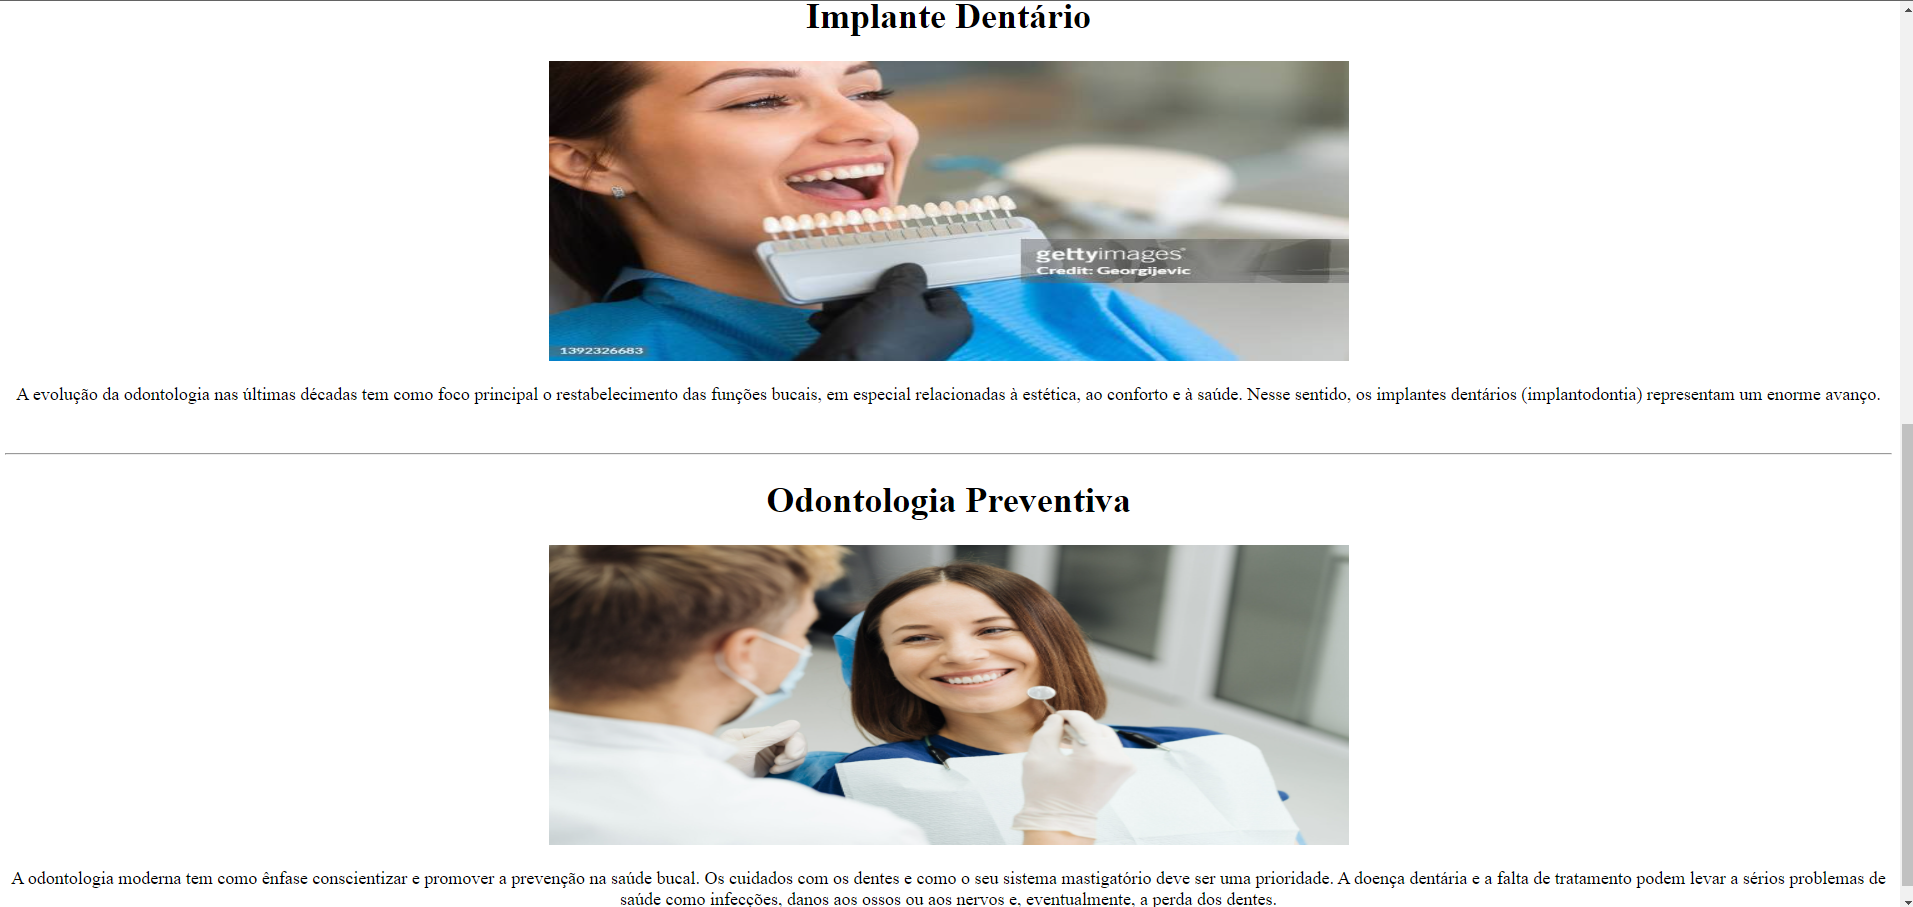 Implante Dentário
gettyimages®
Credit: Georgijevic
1392326683
A evolução da odontologia nas últimas décadas tem como foco principal o restabelecimento das funções bucais, em especial relacionadas à estética, ao conforto e à saúde. Nesse sentido, os implantes dentários (implantodontia) representam um enorme avanço.
Odontologia Preventiva
A odontologia moderna tem como ênfase conscientizar e promover a prevenção na saúde bucal. Os cuidados com os dentes e como o seu sistema mastigatório deve ser uma prioridade. A doença dentária e a falta de tratamento podem levar a sérios problemas de
saúde como infecções, danos aos ossos ou aos nervos e, eventualmente, a perda dos dentes.